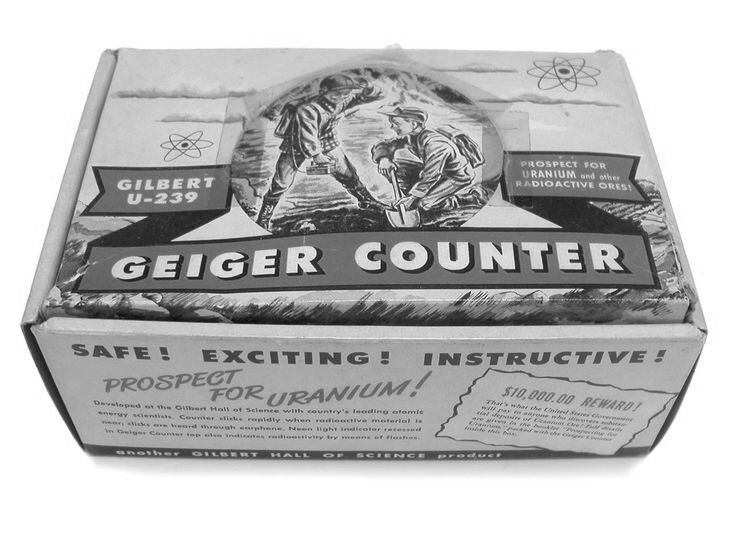 GILBERT
U-239
PROSPECT FOR
URANIUM and other
RADIOACTIVE ORES!
GEIGER COUNTER
SAFE! EXCITING! INSTRUCTIVE!
PROSPECT
FOR URANIUM!
Developed at the Gilbert Hall of Science with country's leading atomic
energy scientists. Counter clicks rapidly when radioactive material is
near; clicks are heard through earphone. Neon light indicator recessed
in Geiger Counter top also indicates radioactivity by means of flashes.
$10,000.00 REWARD!
That's what the United States Government
will pay to anyone who discovers substan-
tial deposits of Uranium Ore! Full details
are given in the booklet "Prospecting for
Uranium," packed with the Geiger Counter
inside this box.
another GILBERT HALL OF SCIENCE product